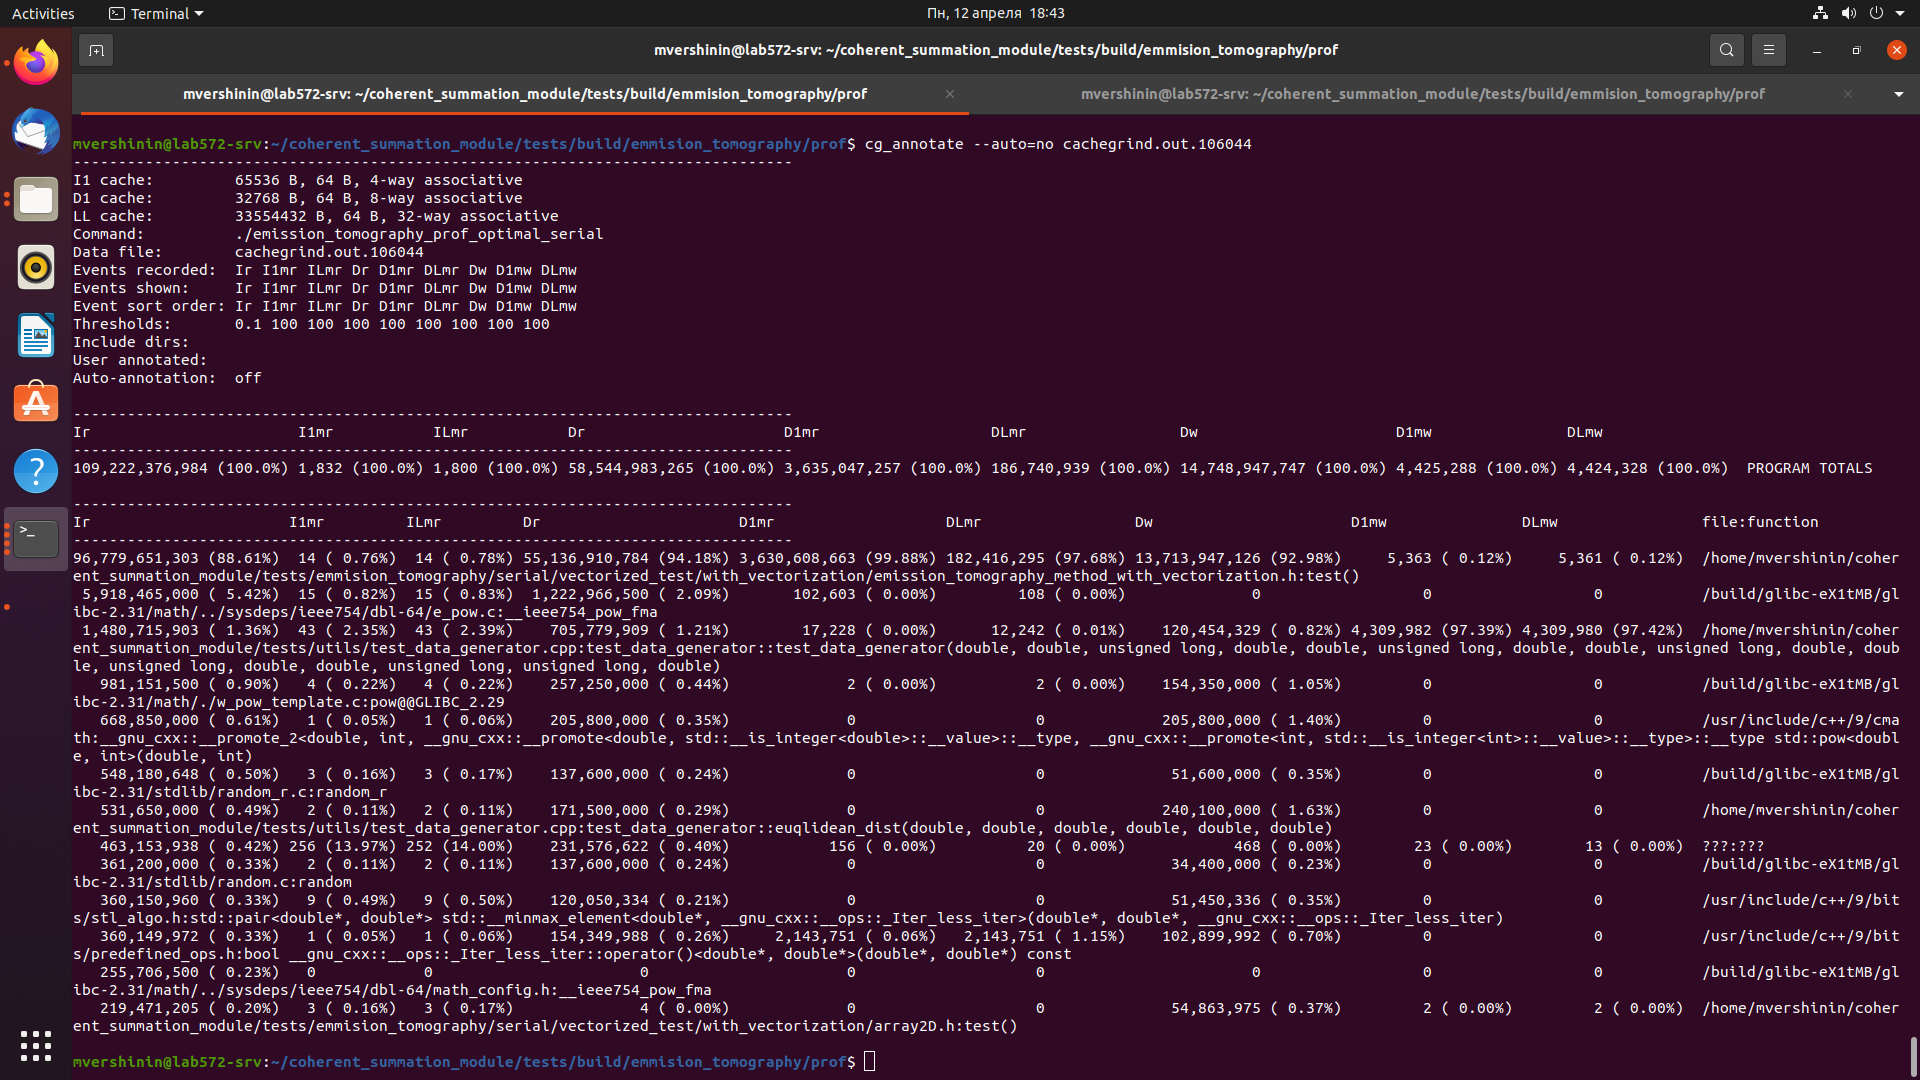 Activities Terminal Пн, 12 апреля 18:43
mvershinin@lab572-srv: ~/coherent_summation_module/tests/build/emmision_tomography/prof
mvershinin@lab572-srv: ~/coherent_summation_module/tests/build/emmision_tomography/prof mvershinin@lab572-srv: ~/coherent_summation_module/tests/build/emmision_tomography/prof
mvershinin@lab572-srv:~/coherent_summation_module/tests/build/emmision_tomography/prof$ cg_annotate --auto=no cachegrind.out.106044
--------------------------------------------------------------------------------
I1 cache: 65536 B, 64 B, 4-way associative
D1 cache: 32768 B, 64 B, 8-way associative
LL cache: 33554432 B, 64 B, 32-way associative
Command: ./emission_tomography_prof_optimal_serial
Data file: cachegrind.out.106044
Events recorded: Ir I1mr ILmr Dr D1mr DLmr Dw D1mw DLmw
Events shown: Ir I1mr ILmr Dr D1mr DLmr Dw D1mw DLmw
Event sort order: Ir I1mr ILmr Dr D1mr DLmr Dw D1mw DLmw
Thresholds: 0.1 100 100 100 100 100 100 100 100
Include dirs:
User annotated:
Auto-annotation: off
--------------------------------------------------------------------------------
Ir I1mr ILmr Dr D1mr DLmr Dw D1mw DLmw
--------------------------------------------------------------------------------
109,222,376,984 (100.0%) 1,832 (100.0%) 1,800 (100.0%) 58,544,983,265 (100.0%) 3,635,047,257 (100.0%) 186,740,939 (100.0%) 14,748,947,747 (100.0%) 4,425,288 (100.0%) 4,424,328 (100.0%) PROGRAM TOTALS
--------------------------------------------------------------------------------
Ir I1mr ILmr Dr D1mr DLmr Dw D1mw DLmw file:function
--------------------------------------------------------------------------------
96,779,651,303 (88.61%) 14 ( 0.76%) 14 ( 0.78%) 55,136,910,784 (94.18%) 3,630,608,663 (99.88%) 182,416,295 (97.68%) 13,713,947,126 (92.98%) 5,363 ( 0.12%) 5,361 ( 0.12%) /home/mvershinin/coher
ent_summation_module/tests/emmision_tomography/serial/vectorized_test/with_vectorization/emission_tomography_method_with_vectorization.h:test()
5,918,465,000 ( 5.42%) 15 ( 0.82%) 15 ( 0.83%) 1,222,966,500 ( 2.09%) 102,603 ( 0.00%) 108 ( 0.00%) 0 0 0 /build/glibc-eX1tMB/gl
ibc-2.31/math/../sysdeps/ieee754/dbl-64/e_pow.c:__ieee754_pow_fma
1,480,715,903 ( 1.36%) 43 ( 2.35%) 43 ( 2.39%) 705,779,909 ( 1.21%) 17,228 ( 0.00%) 12,242 ( 0.01%) 120,454,329 ( 0.82%) 4,309,982 (97.39%) 4,309,980 (97.42%) /home/mvershinin/coher
ent_summation_module/tests/utils/test_data_generator.cpp:test_data_generator::test_data_generator(double, double, unsigned long, double, double, unsigned long, double, double, unsigned long, double, doub
le, unsigned long, double, double, unsigned long, unsigned long, double)
981,151,500 ( 0.90%) 4 ( 0.22%) 4 ( 0.22%) 257,250,000 ( 0.44%) 2 ( 0.00%) 2 ( 0.00%) 154,350,000 ( 1.05%) 0 0 /build/glibc-eX1tMB/gl
ibc-2.31/math/./w_pow_template.c:pow@@GLIBC_2.29
668,850,000 ( 0.61%) 1 ( 0.05%) 1 ( 0.06%) 205,800,000 ( 0.35%) 0 0 205,800,000 ( 1.40%) 0 0 /usr/include/c++/9/cma
th:__gnu_cxx::__promote_2<double, int, __gnu_cxx::__promote<double, std::__is_integer<double>::__value>::__type, __gnu_cxx::__promote<int, std::__is_integer<int>::__value>::__type>::__type std::pow<doubl
e, int>(double, int)
548,180,648 ( 0.50%) 3 ( 0.16%) 3 ( 0.17%) 137,600,000 ( 0.24%) 0 0 51,600,000 ( 0.35%) 0 0 /build/glibc-eX1tMB/gl
ibc-2.31/stdlib/random_r.c:random_r
531,650,000 ( 0.49%) 2 ( 0.11%) 2 ( 0.11%) 171,500,000 ( 0.29%) 0 0 240,100,000 ( 1.63%) 0 0 /home/mvershinin/coher
ent_summation_module/tests/utils/test_data_generator.cpp:test_data_generator::euqlidean_dist(double, double, double, double, double, double)
463,153,938 ( 0.42%) 256 (13.97%) 252 (14.00%) 231,576,622 ( 0.40%) 156 ( 0.00%) 20 ( 0.00%) 468 ( 0.00%) 23 ( 0.00%) 13 ( 0.00%) ???:???
361,200,000 ( 0.33%) 2 ( 0.11%) 2 ( 0.11%) 137,600,000 ( 0.24%) 0 0 34,400,000 ( 0.23%) 0 0 /build/glibc-eX1tMB/gl
ibc-2.31/stdlib/random.c:random
360,150,960 ( 0.33%) 9 ( 0.49%) 9 ( 0.50%) 120,050,334 ( 0.21%) 0 0 51,450,336 ( 0.35%) 0 0 /usr/include/c++/9/bit
s/stl_algo.h:std::pair<double*, double*> std::__minmax_element<double*, __gnu_cxx::__ops::_Iter_less_iter>(double*, double*, __gnu_cxx::__ops::_Iter_less_iter)
360,149,972 ( 0.33%) 1 ( 0.05%) 1 ( 0.06%) 154,349,988 ( 0.26%) 2,143,751 ( 0.06%) 2,143,751 ( 1.15%) 102,899,992 ( 0.70%) 0 0 /usr/include/c++/9/bit
s/predefined_ops.h:bool __gnu_cxx::__ops::_Iter_less_iter::operator()<double*, double*>(double*, double*) const
255,706,500 ( 0.23%) 0 0 0 0 0 0 0 0 /build/glibc-eX1tMB/gl
ibc-2.31/math/../sysdeps/ieee754/dbl-64/math_config.h:__ieee754_pow_fma
219,471,205 ( 0.20%) 3 ( 0.16%) 3 ( 0.17%) 4 ( 0.00%) 0 0 54,863,975 ( 0.37%) 2 ( 0.00%) 2 ( 0.00%) /home/mvershinin/coher
ent_summation_module/tests/emmision_tomography/serial/vectorized_test/with_vectorization/array2D.h:test()
mvershinin@lab572-srv:~/coherent_summation_module/tests/build/emmision_tomography/prof$